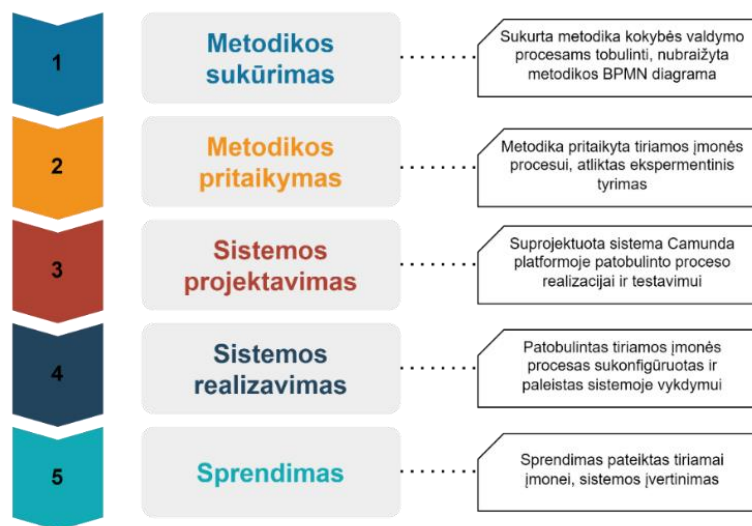 1
Metodikos
sukūrimas
Sukurta metodika kokybės valdymo
procesams tobulinti, nubraižyta
metodikos BPMN diagrama
2
Metodikos
pritaikymas
Metodika pritaikyta tiriamos įmonės
procesui, atliktas ekspermentinis
tyrimas
3
Sistemos
projektavimas
Suprojektuota sistema Camunda
platformoje patobulinto proceso
realizacijai ir testavimui
4
Sistemos
realizavimas
Patobulintas tiriamos įmonės
procesas sukonfigūruotas ir
paleistas sistemoje vykdymui
5
Sprendimas
Sprendimas pateiktas tiriamai
įmonei, sistemos įvertinimas